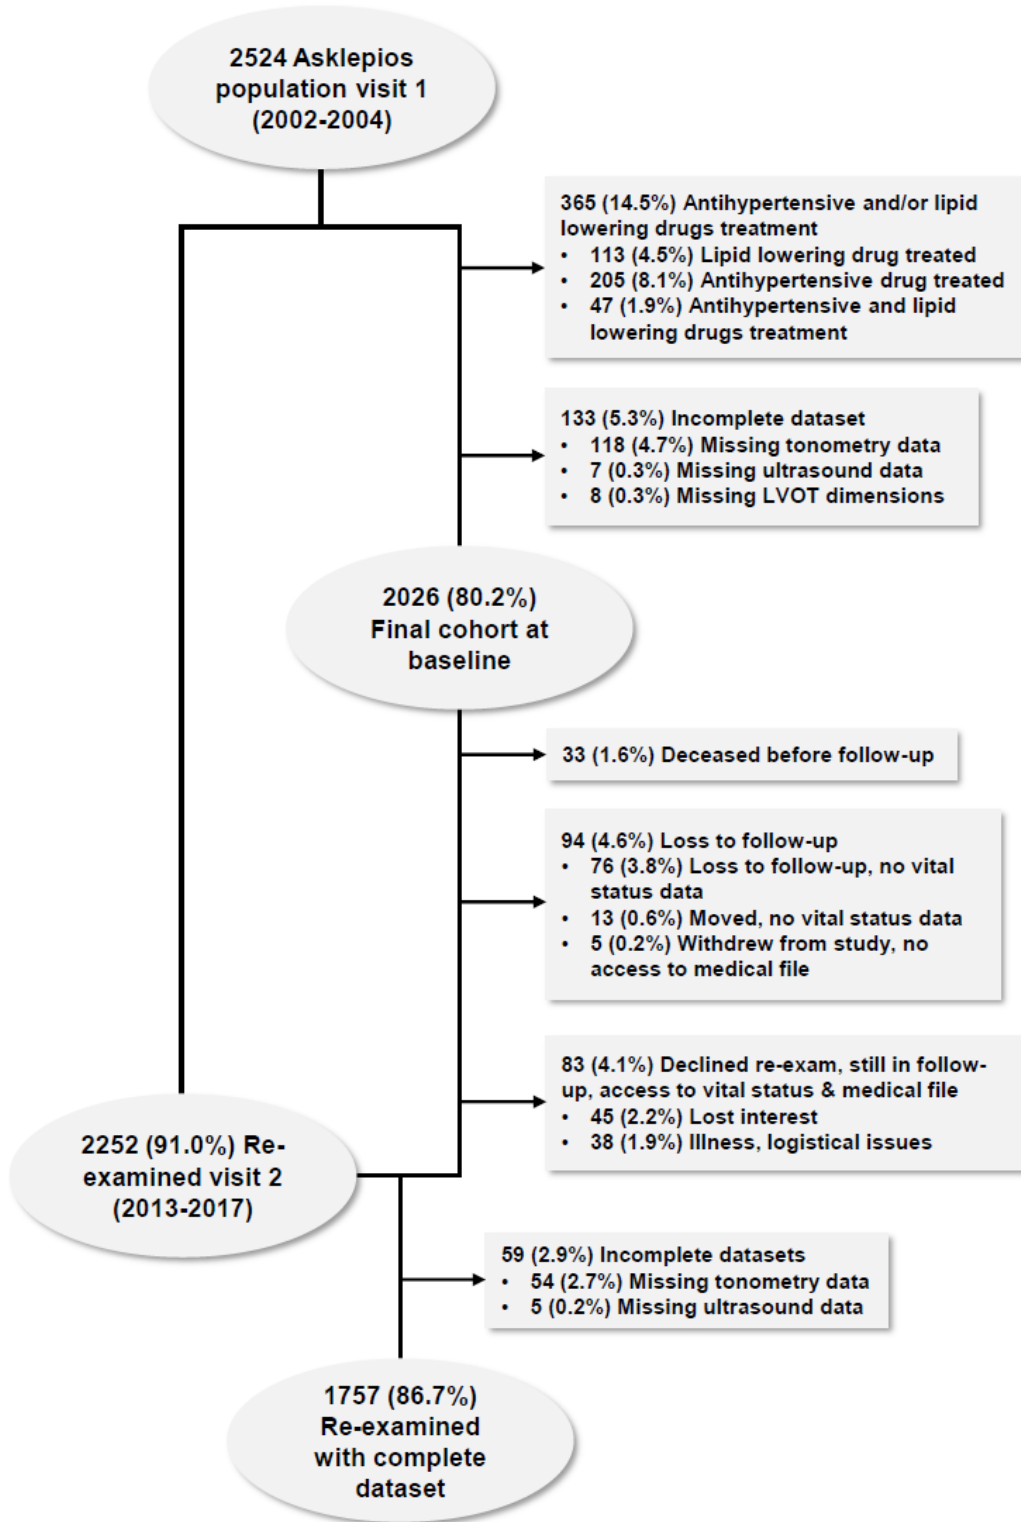 2524 Asklepios
population visit 1
(2002-2004)
365 (14.5%) Antihypertensive and/or lipid
lowering drugs treatment
• 113 (4.5%) Lipid lowering drug treated
• 205 (8.1%) Antihypertensive drug treated
• 47 (1.9%) Antihypertensive and lipid
lowering drugs treatment
133 (5.3%) Incomplete dataset
• 118 (4.7%) Missing tonometry data
• 7 (0.3%) Missing ultrasound data
• 8 (0.3%) Missing LVOT dimensions
2026 (80.2%)
Final cohort at
baseline
33 (1.6%) Deceased before follow-up
94 (4.6%) Loss to follow-up
• 76 (3.8%) Loss to follow-up, no vital
status data
• 13 (0.6%) Moved, no vital status data
• 5 (0.2%) Withdrew from study, no
access to medical file
83 (4.1%) Declined re-exam, still in follow-
up, access to vital status & medical file
• 45 (2.2%) Lost interest
• 38 (1.9%) Illness, logistical issues
2252 (91.0%) Re-
examined visit 2
(2013-2017)
59 (2.9%) Incomplete datasets
• 54 (2.7%) Missing tonometry data
• 5 (0.2%) Missing ultrasound data
1757 (86.7%)
Re-examined
with complete
dataset